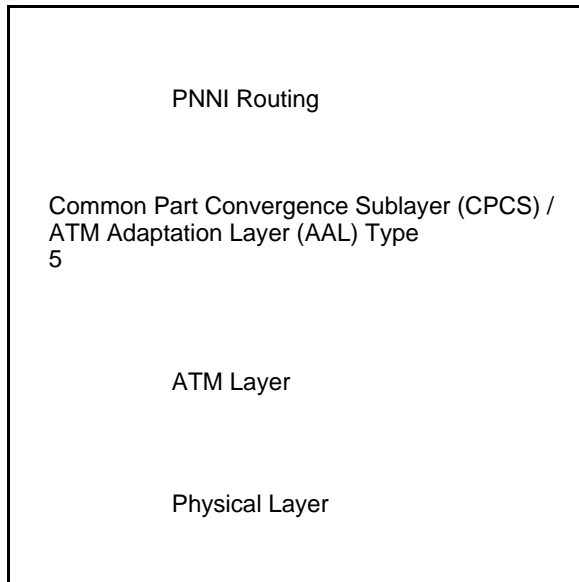 PNNI Routing
Common Part Convergence Sublayer (CPCS) /
ATM Adaptation Layer (AAL) Type
5
ATM Layer
Physical Layer